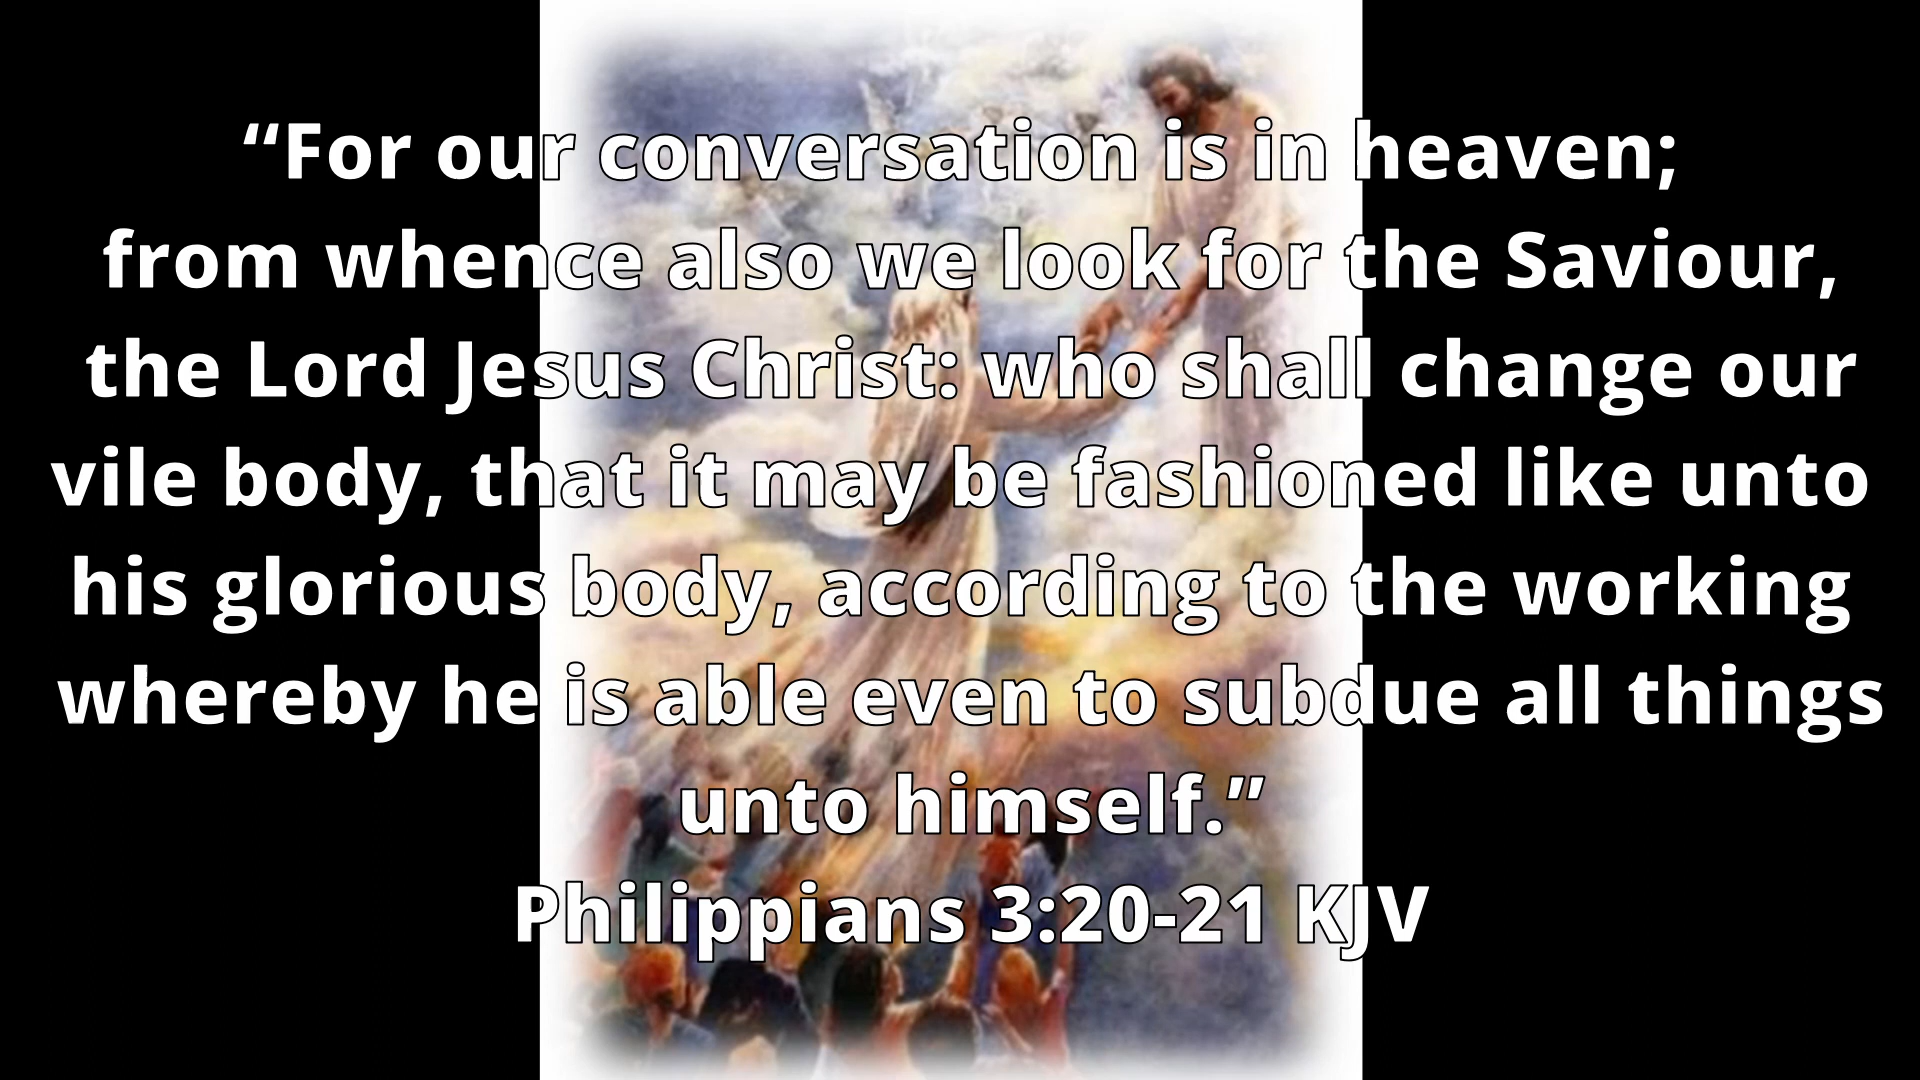 “For our conversation is in heaven;
from whence also we look for the Saviour,
the Lord Jesus Christ: who shall change our
vile body, that it may be fashioned like unto
his glorious body, according to the working
whereby he is able even to subdue all things
unto himself.”
Philippians 3:20-21 KJV